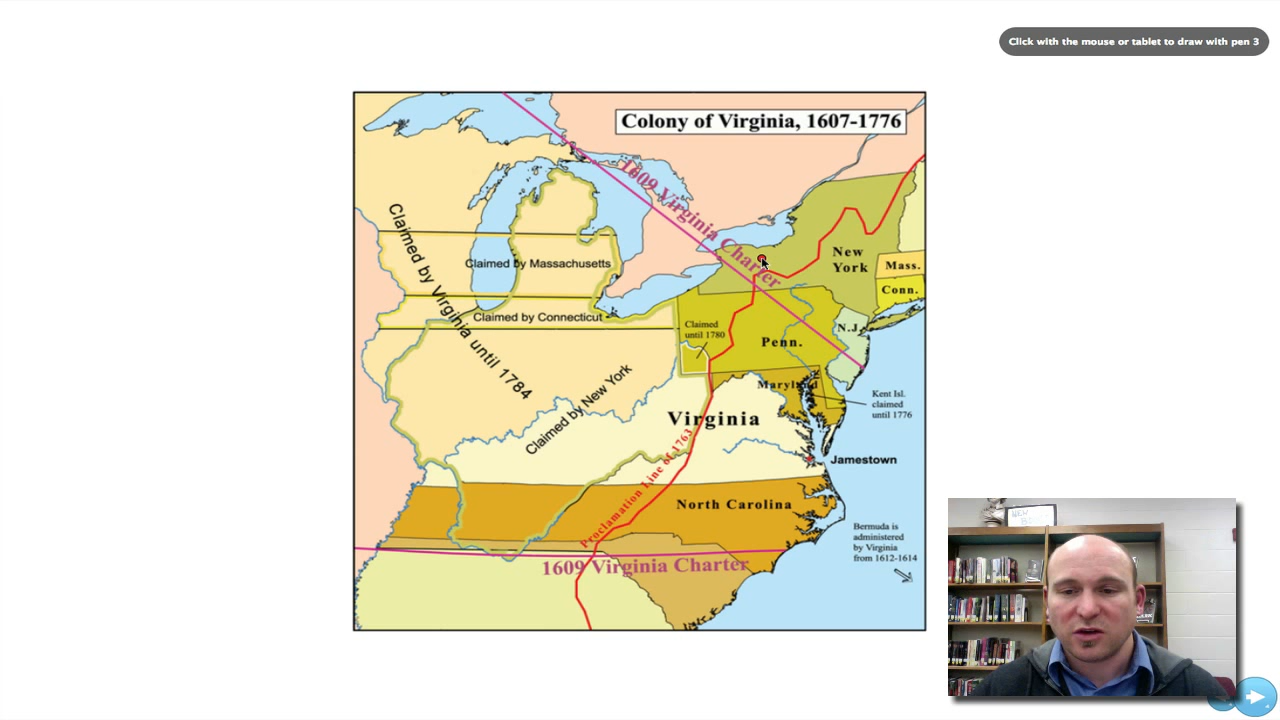 Click with the mouse or tablet to draw with pen 3
Colony of Virginia, 1607-1776
1609 Virginia Charter
Claimed by Virginia until 1784
Claimed by Massachusetts
Claimed by Connecticut
Claimed by New York
New
York
Mass.
Conn.
N.J.
Claimed
until 1780
Penn.
Maryland
Kent Isl.
claimed
until 1776
Virginia
Jamestown
Proclamation Line of 1763
North Carolina
Bermuda is
administered
by Virginia
from 1612-1614
1609 Virginia Charter
NEW